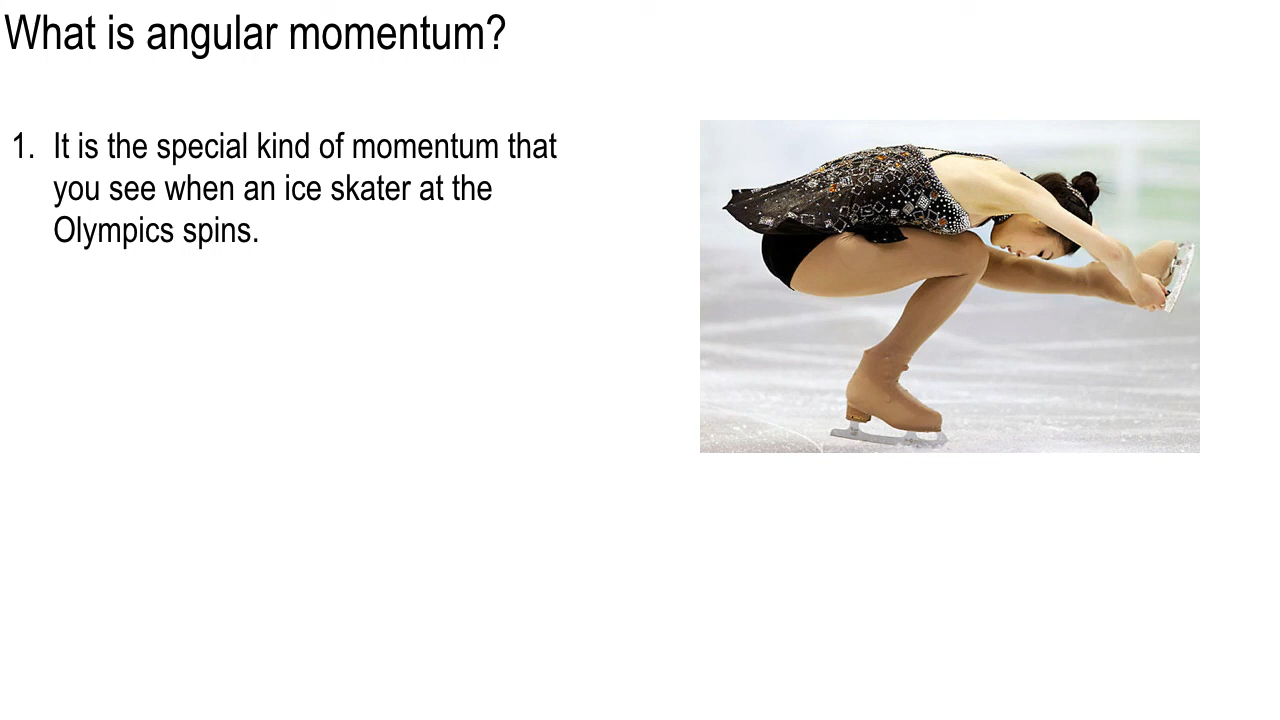 What is angular momentum?
1. It is the special kind of momentum that
you see when an ice skater at the
Olympics spins.